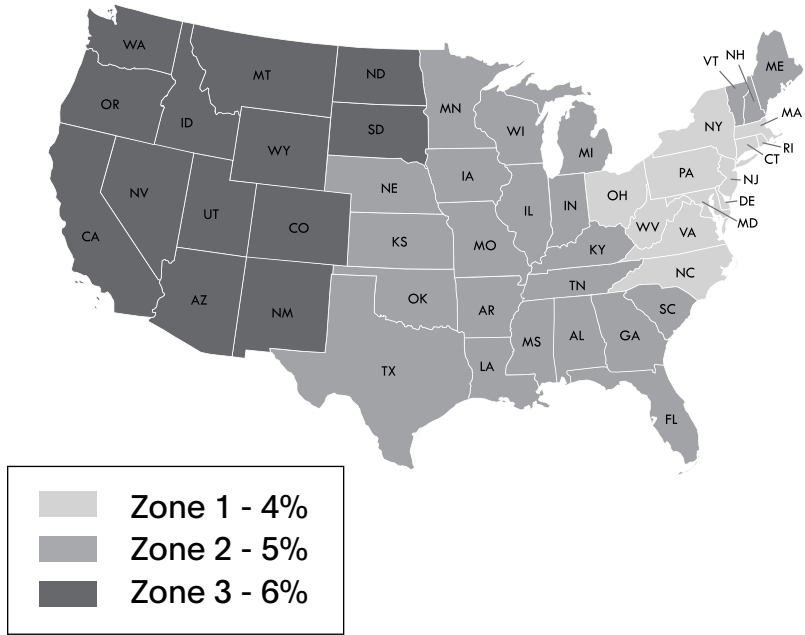 WA
MT
ND
MN
OR
ID
SD
WY
WI
MI
NY
VT
NH
ME
MA
RI
CT
NV
UT
CO
NE
IA
IL
IN
OH
PA
NJ
DE
MD
CA
KS
MO
KY
WV
VA
AZ
NM
OK
AR
TN
NC
SC
TX
LA
MS
AL
GA
FL
Zone 1 - 4%
Zone 2 - 5%
Zone 3 - 6%